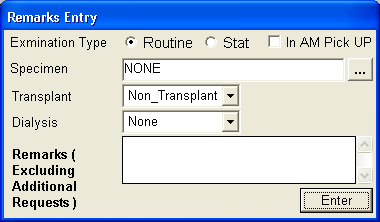 Remarks Entry
Exmination Type Routine Stat In AM Pick UP
Specimen NONE ...
Transplant Non_Transplant
Dialysis None
Remarks (
Excluding
Additional
Requests )
Enter